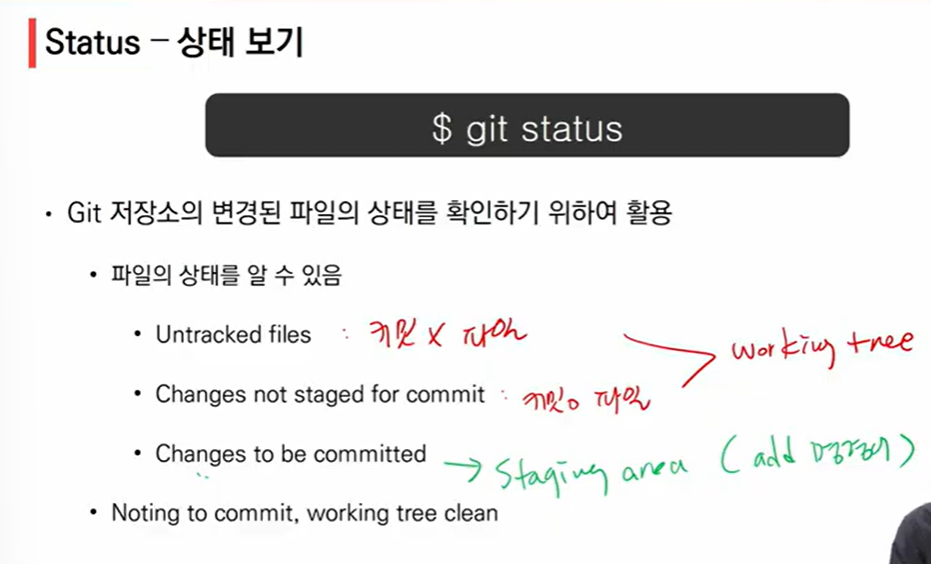 Status – 상태 보기
$ git status
• Git 저장소의 변경된 파일의 상태를 확인하기 위하여 활용
• 파일의 상태를 알 수 있음
• Untracked files : 커밋 X 파일
• Changes not staged for commit : 커밋o 파일
working tree
• Changes to be committed → Staging area (add 명령어)
• Noting to commit, working tree clean